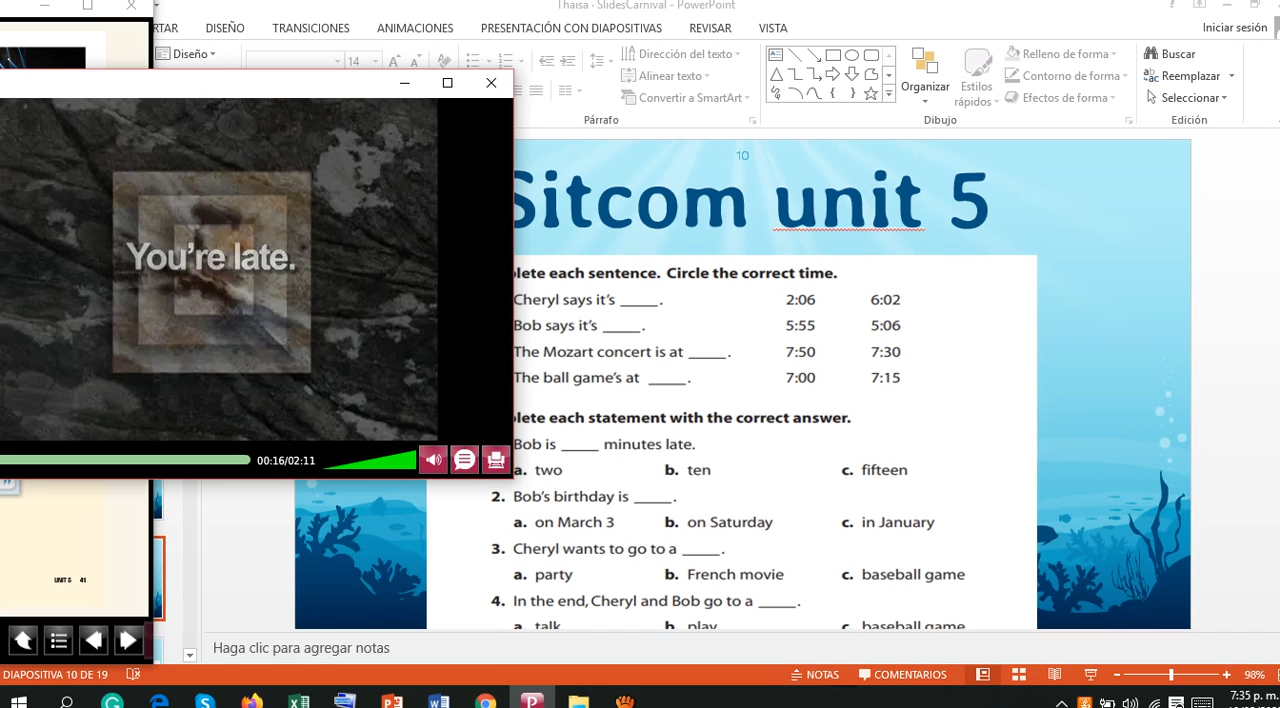 Thaisa · SlidesCarnival - PowerPoint
RTAR DISEÑO TRANSICIONES ANIMACIONES PRESENTACIÓN CON DIAPOSITIVAS REVISAR VISTA Iniciar sesión
Diseño 14 Dirección del texto Relleno de forma Buscar
Alinear texto Organizar Estilos rápidos Contorno de forma Reemplazar
Convertir a SmartArt Efectos de forma Seleccionar
Párrafo Dibujo Edición
10
Sitcom unit 5
You're late.
plete each sentence. Circle the correct time.
Cheryl says it's _____. 2:06 6:02
Bob says it's _____. 5:55 5:06
The Mozart concert is at _____. 7:50 7:30
The ball game's at _____. 7:00 7:15
plete each statement with the correct answer.
Bob is _____ minutes late.
a. two b. ten c. fifteen
00:16/02:11
2. Bob's birthday is _____.
a. on March 3 b. on Saturday c. in January
3. Cheryl wants to go to a _____.
a. party b. French movie c. baseball game
4. In the end, Cheryl and Bob go to a _____.
a. talk b. play c. baseball game
UNIT 5 41
Haga clic para agregar notas
DIAPOSITIVA 10 DE 19 NOTAS COMENTARIOS 98%
7:35 p. m.